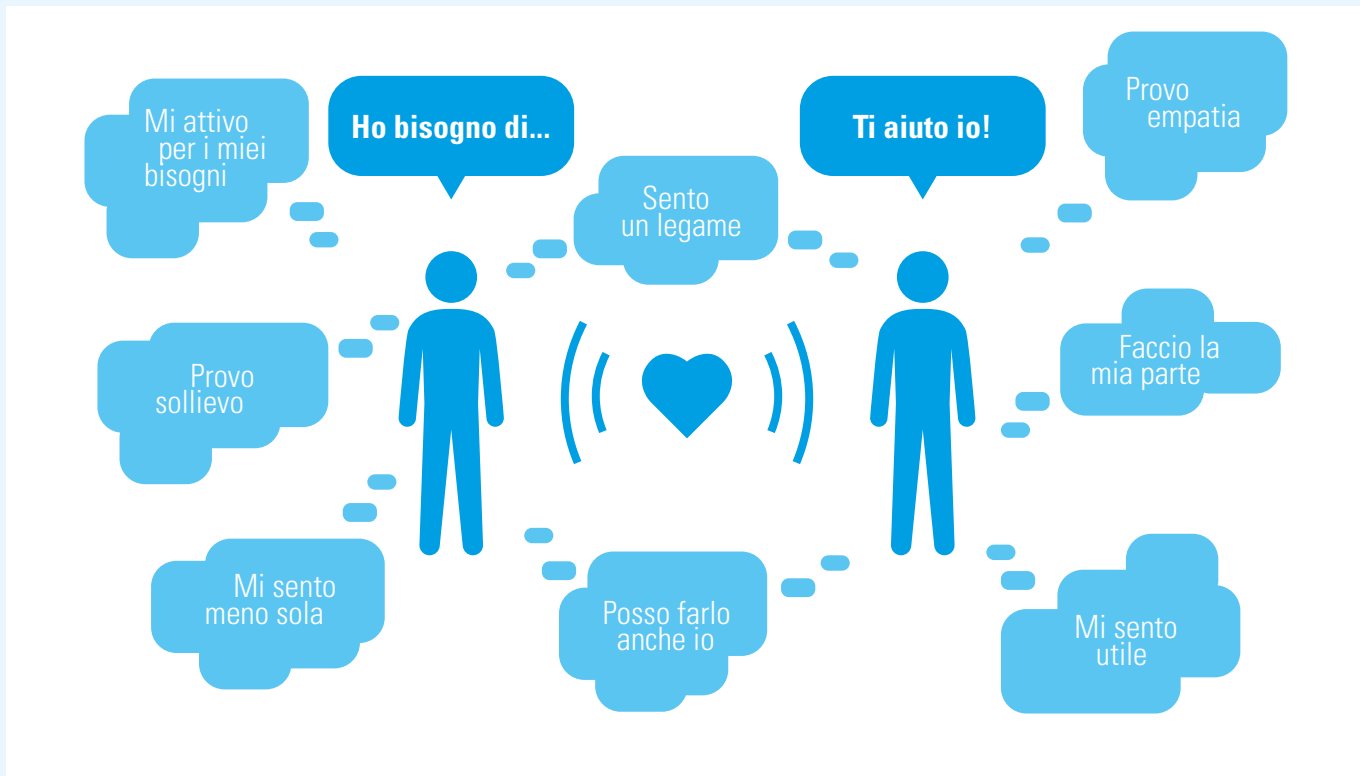 Mi attivo
per i miei
bisogni
Ho bisogno di...
Ti aiuto io!
Provo
empatia
Sento
un legame
Provo
sollievo
Faccio la
mia parte
Mi sento
meno sola
Posso farlo
anche io
Mi sento
utile